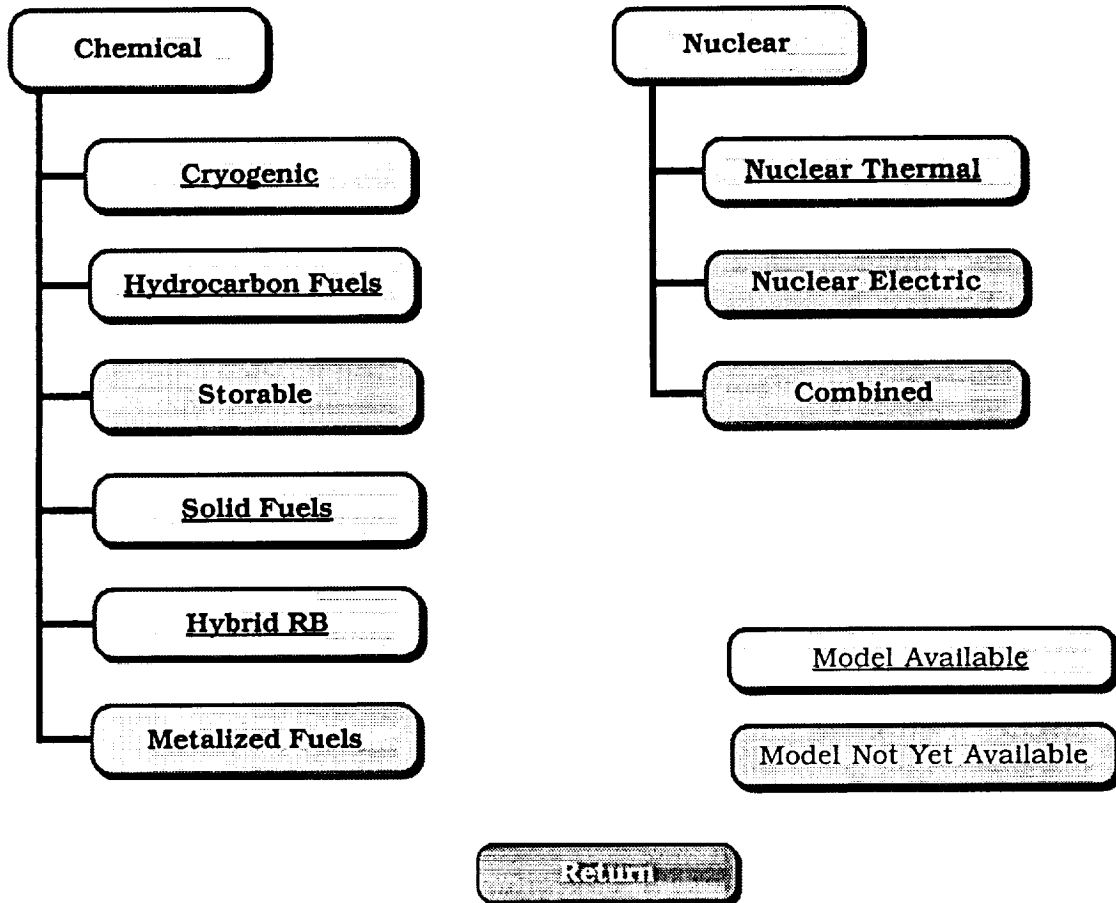 Chemical
Cryogenic
Hydrocarbon Fuels
Storable
Solid Fuels
Hybrid RB
Metalized Fuels
Nuclear
Nuclear Thermal
Nuclear Electric
Combined
Model Available
Model Not Yet Available
Return